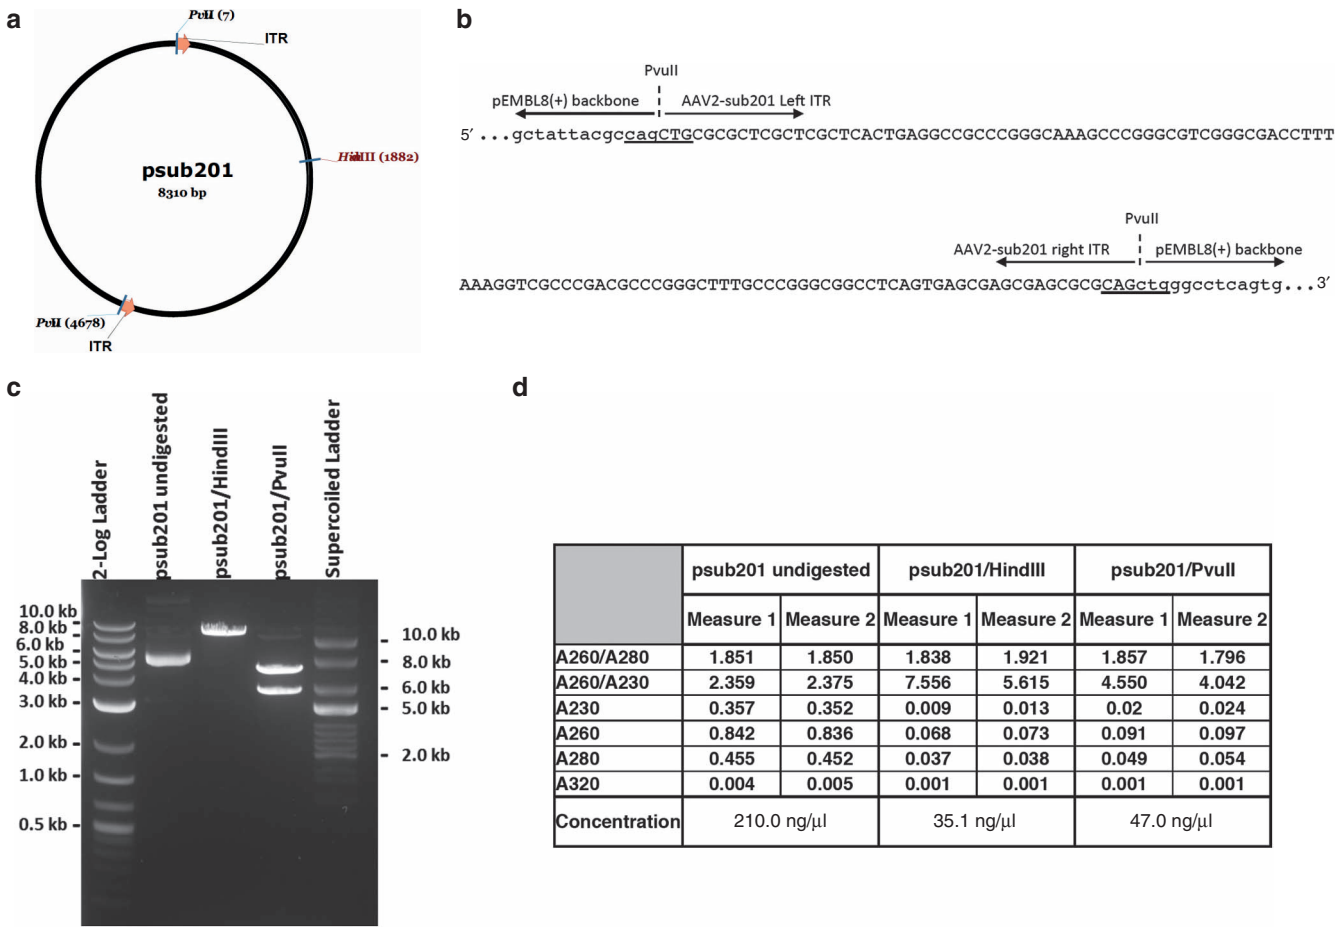 a
PvuII (7)
ITR
HindIII (1882)
psub201
8310 bp
PvuII (4678)
ITR
b
PvuII
pEMBL8(+) backbone
AAV2-sub201 Left ITR
5′ ...gctattacgccagCTGCGCGCTCGCTCGCTCACTGAGGCCGCCCGGGCAAAGCCCGGGCGTCGGGCGACCTTT
PvuII
AAV2-sub201 right ITR
pEMBL8(+) backbone
AAAGGTCGCCCGACGCCCGGGCTTTGCCCGGGCGGCCTCAGTGAGCGAGCGAGCGCGCAGctgggcctcagtg...3′
c
2-Log Ladder
psub201 undigested
psub201/HindIII
psub201/PvuII
Supercoiled Ladder
10.0 kb
8.0 kb
6.0 kb
5.0 kb
4.0 kb
3.0 kb
2.0 kb
1.0 kb
0.5 kb
10.0 kb
8.0 kb
6.0 kb
5.0 kb
2.0 kb
d
psub201 undigested psub201/HindIII psub201/PvuII
Measure 1 Measure 2 Measure 1 Measure 2 Measure 1 Measure 2
A260/A280 1.851 1.850 1.838 1.921 1.857 1.796
A260/A230 2.359 2.375 7.556 5.615 4.550 4.042
A230 0.357 0.352 0.009 0.013 0.02 0.024
A260 0.842 0.836 0.068 0.073 0.091 0.097
A280 0.455 0.452 0.037 0.038 0.049 0.054
A320 0.004 0.005 0.001 0.001 0.001 0.001
Concentration 210.0 ng/μl 35.1 ng/μl 47.0 ng/μl